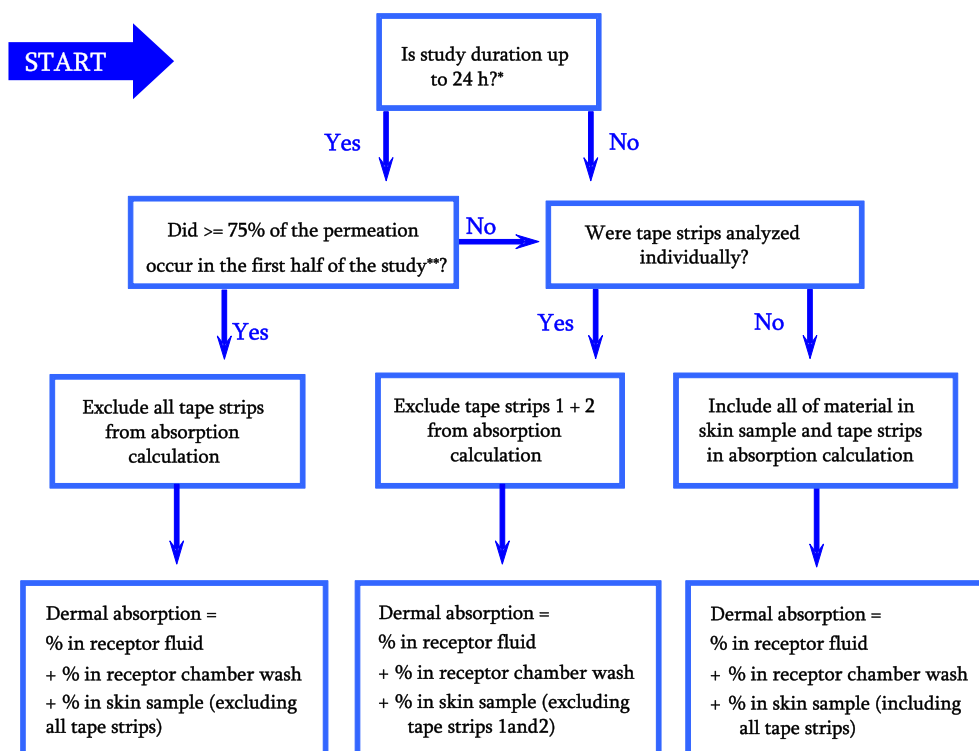 START
Is study duration up
to 24 h?*
Yes
No
Did >= 75% of the permeation
occur in the first half of the study**?
No
Were tape strips analyzed
individually?
Yes
Yes
No
Exclude all tape strips
from absorption
calculation
Exclude tape strips 1 + 2
from absorption
calculation
Include all of material in
skin sample and tape strips
in absorption calculation
Dermal absorption =
% in receptor fluid
+ % in receptor chamber wash
+ % in skin sample (excluding
all tape strips)
Dermal absorption =
% in receptor fluid
+ % in receptor chamber wash
+ % in skin sample (excluding
tape strips 1and2)
Dermal absorption =
% in receptor fluid
+ % in receptor chamber wash
+ % in skin sample (including
all tape strips)